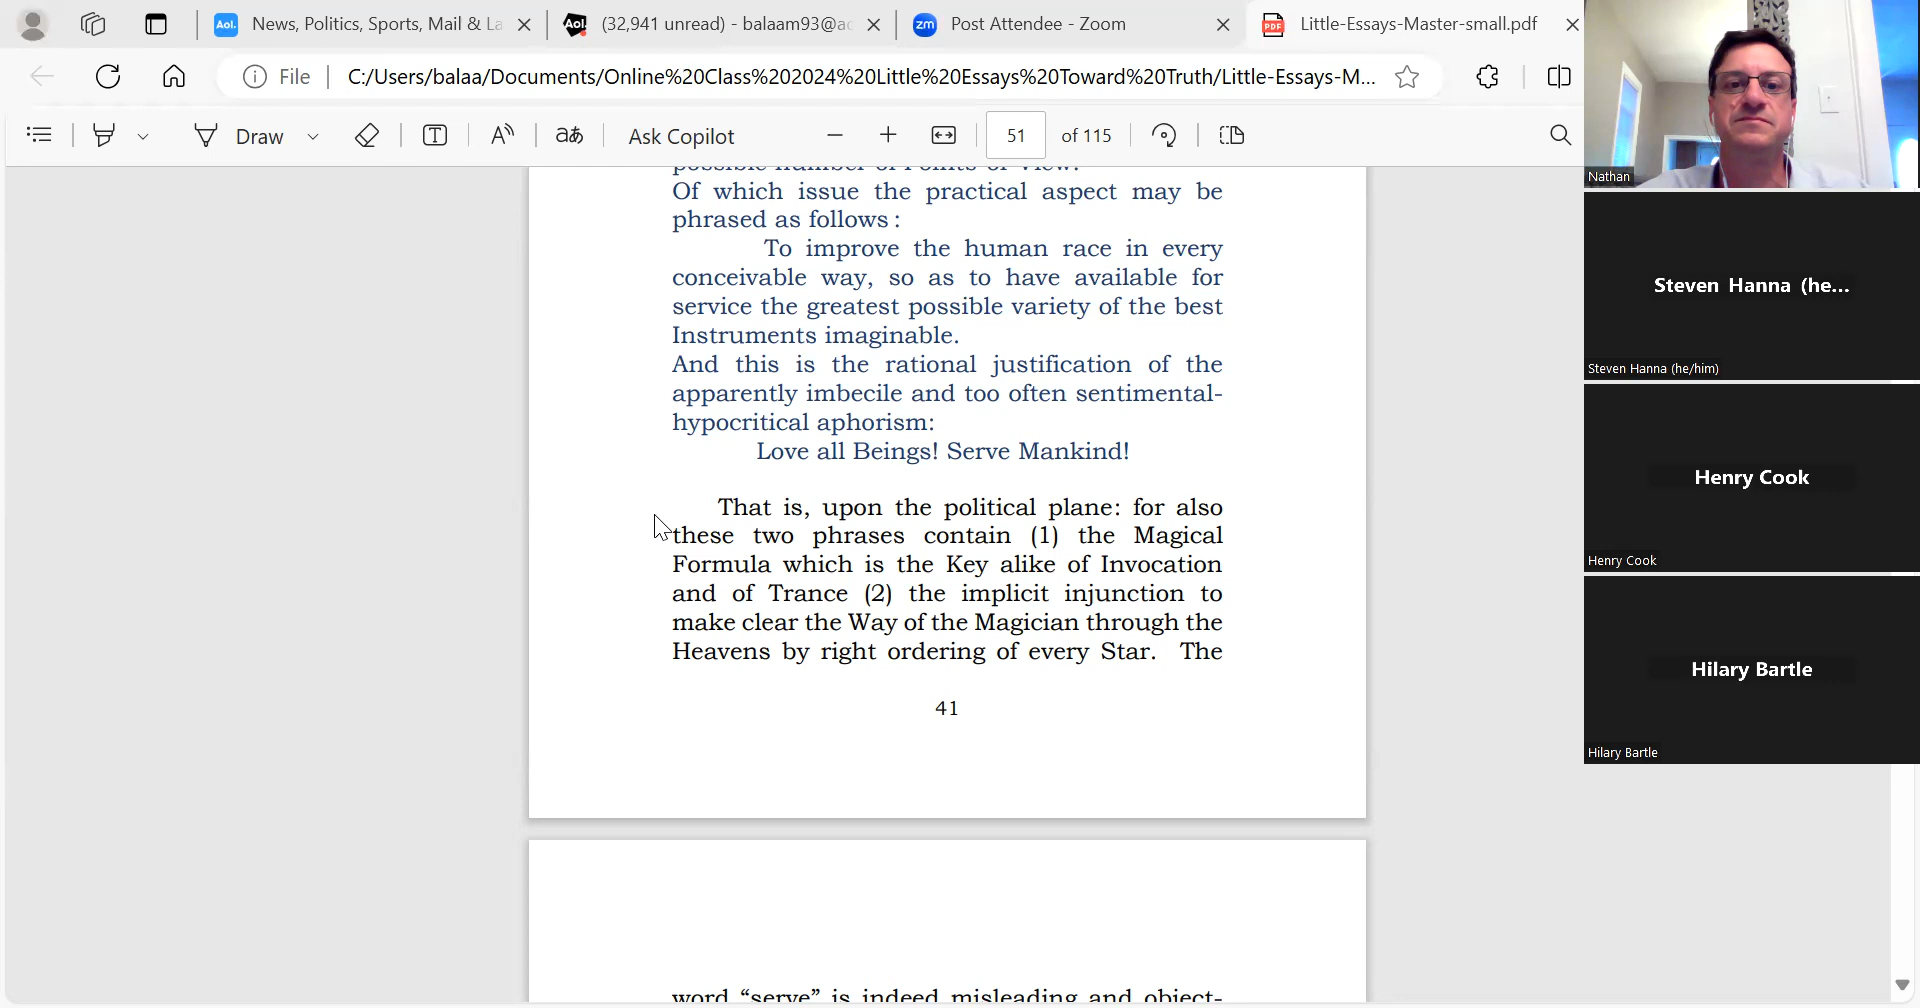 News, Politics, Sports, Mail & La
(32,941 unread) - balaam93@ao
Post Attendee - Zoom
Little-Essays-Master-small.pdf
File
C:/Users/balaa/Documents/Online%20Class%202024%20Little%20Essays%20Toward%20Truth/Little-Essays-M...
Draw
Ask Copilot
51 of 115
possible number of Points of View.
Of which issue the practical aspect may be
phrased as follows :
To improve the human race in every
conceivable way, so as to have available for
service the greatest possible variety of the best
Instruments imaginable.
And this is the rational justification of the
apparently imbecile and too often sentimental-
hypocritical aphorism:
Love all Beings! Serve Mankind!
That is, upon the political plane: for also
these two phrases contain (1) the Magical
Formula which is the Key alike of Invocation
and of Trance (2) the implicit injunction to
make clear the Way of the Magician through the
Heavens by right ordering of every Star. The
41
word “serve” is indeed misleading and object-
Nathan
Steven Hanna (he...
Steven Hanna (he/him)
Henry Cook
Henry Cook
Hilary Bartle
Hilary Bartle